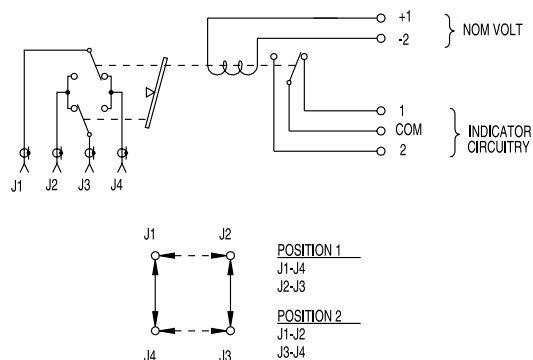 +1
-2
NOM VOLT
1
COM
2
INDICATOR
CIRCUITRY
J1 J2 J3 J4
J1 J2
J4 J3
POSITION 1
J1-J4
J2-J3
POSITION 2
J1-J2
J3-J4